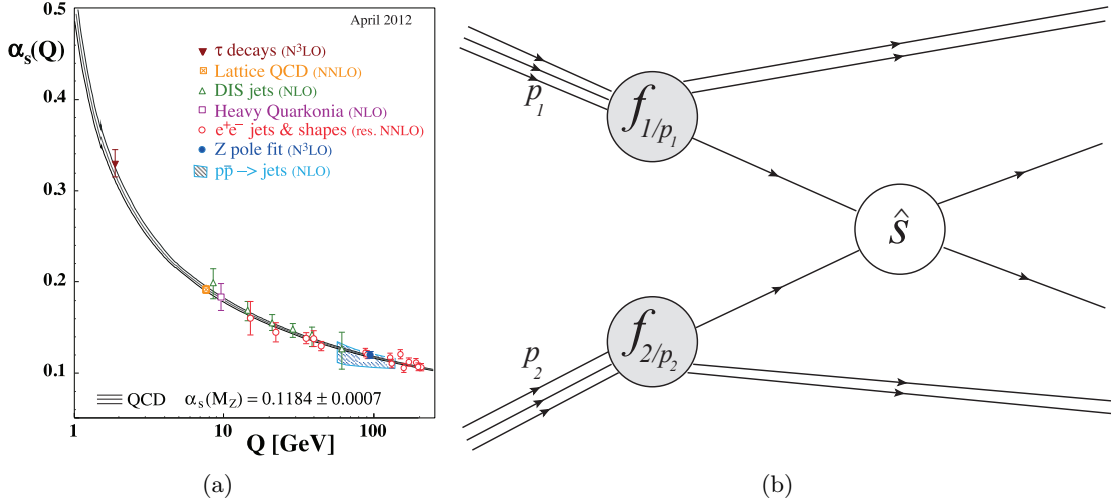 April 2012
0.5
αs(Q)
τ decays (N³LO)
Lattice QCD (NNLO)
DIS jets (NLO)
Heavy Quarkonia (NLO)
e⁺e⁻ jets & shapes (res. NNLO)
Z pole fit (N³LO)
pp̅ –> jets (NLO)
0.4
0.3
0.2
0.1
QCD αs(MZ) = 0.1184 ± 0.0007
1 10 100
Q [GeV]
(a)
p1
f1/p1
ŝ
p2
f2/p2
(b)